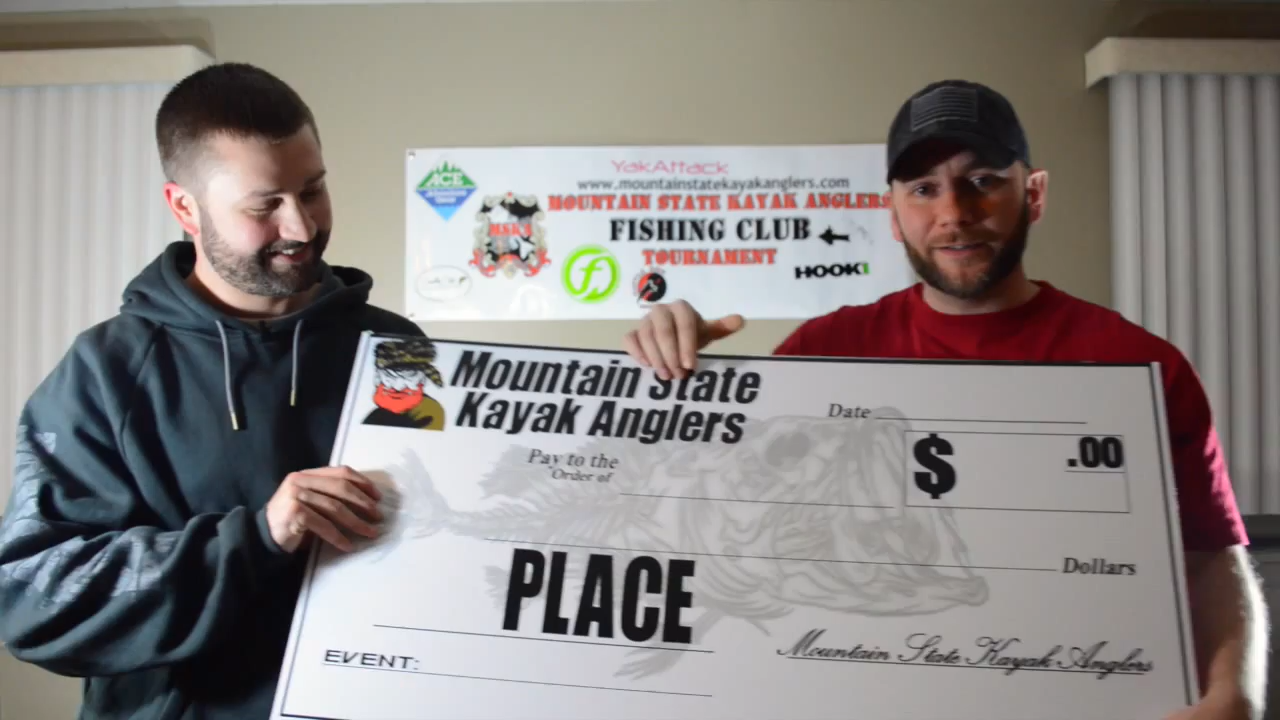 YakAttack
www.mountainstatekayakanglers.com
ACE
MOUNTAIN STATE KAYAK ANGLERS
MSKA
FISHING CLUB
TOURNAMENT
HOOK1
Mountain State
Kayak Anglers
Date
$ .00
Pay to the
Order of
Dollars
PLACE
Mountain State Kayak Anglers
EVENT: